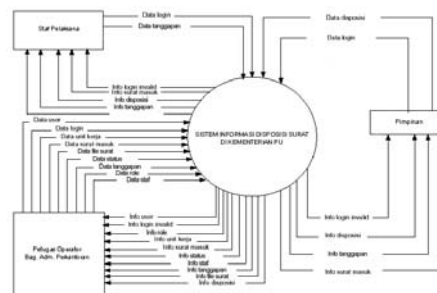 Data login
Data tanggapan
Staf Pelaksana
Data disposisi
Data login
Info login invalid
Info surat masuk
Info disposisi
Info tanggapan
Pimpinan
SISTEM INFORMASI DISPOSISI SURAT
DI KEMENTERIAN PU
Data user
Data login
Data unit kerja
Data surat masuk
Data file surat
Data status
Data tanggapan
Data role
Data staf
Petugas Operator
Bag. Adm. Perkantoran
Info user
Info login invalid
Info role
Info unit kerja
Info surat masuk
Info status
Info staf
Info tanggapan
Info file surat
Info disposisi
Info login invalid
Info disposisi
Info tanggapan
Info surat masuk